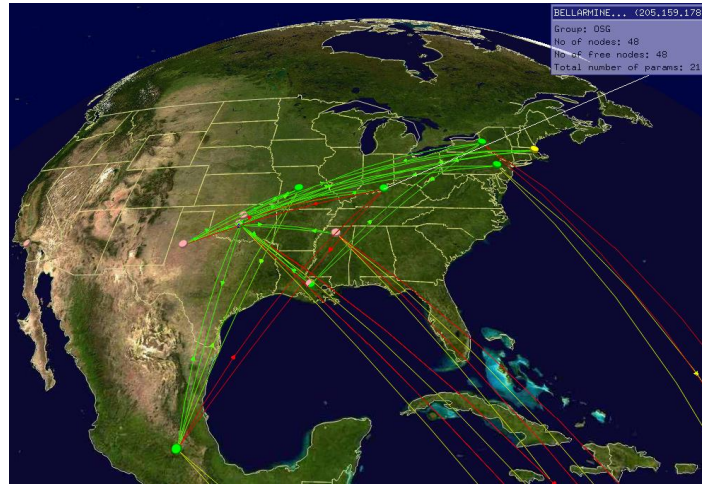 BELLARMINE... (205.159.178
Group: OSG
No of nodes: 48
No of free nodes: 48
Total number of params: 21